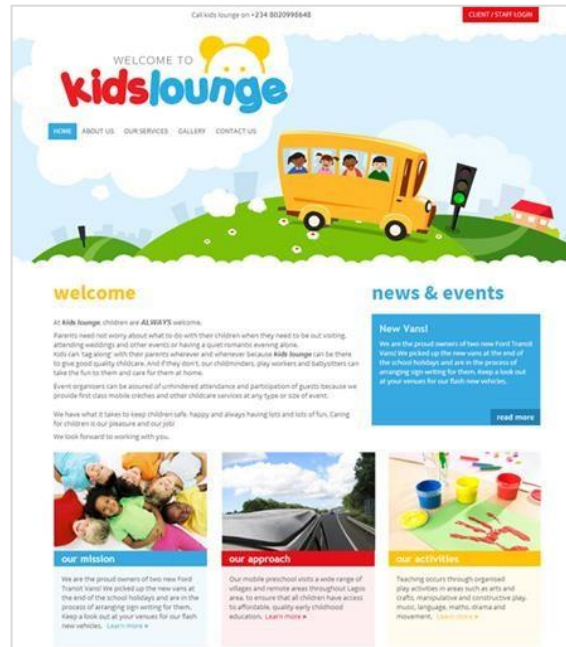 Call kids lounge on +234 8020998648
CLIENT / STAFF LOGIN
WELCOME TO
kidslounge
HOME ABOUT US OUR SERVICES GALLERY CONTACT US
welcome
At kids lounge, children are ALWAYS welcome.
Parents need not worry about what to do with their children when they need to be out visiting,
attending weddings and other events or having a quiet romantic evening alone.
Kids can 'tag along' with their parents wherever and whenever because kids lounge can be there
to give good quality childcare. And if they don't, our childminders, play workers and babysitters can
take the fun to them and care for them at home.
Event organisers can be assured of unhindered attendance and participation of guests because we
provide first class mobile creches and other childcare services at any type or size of event.
We have what it takes to keep children safe, happy and always having lots and lots of fun. Caring
for children is our pleasure and our job!
We look forward to working with you.
news & events
New Vans!
We are the proud owners of two new Ford Transit
Vans! We picked up the new vans at the end of
the school holidays and are in the process of
arranging sign writing for them. Keep a look out
at your venues for our flash new vehicles.
read more
our mission
We are the proud owners of two new Ford
Transit Vans! We picked up the new vans at
the end of the school holidays and are in the
process of arranging sign writing for them.
Keep a look out at your venues for our flash
new vehicles. Learn more »
our approach
Our mobile preschool visits a wide range of
villages and remote areas throughout Lagos
area, to ensure that all children have access
to affordable, quality early childhood
education. Learn more »
our activities
Teaching occurs through organised
play activities in areas such as arts and
crafts, manipulative and constructive play,
music, language, maths, drama and
movement. Learn more »